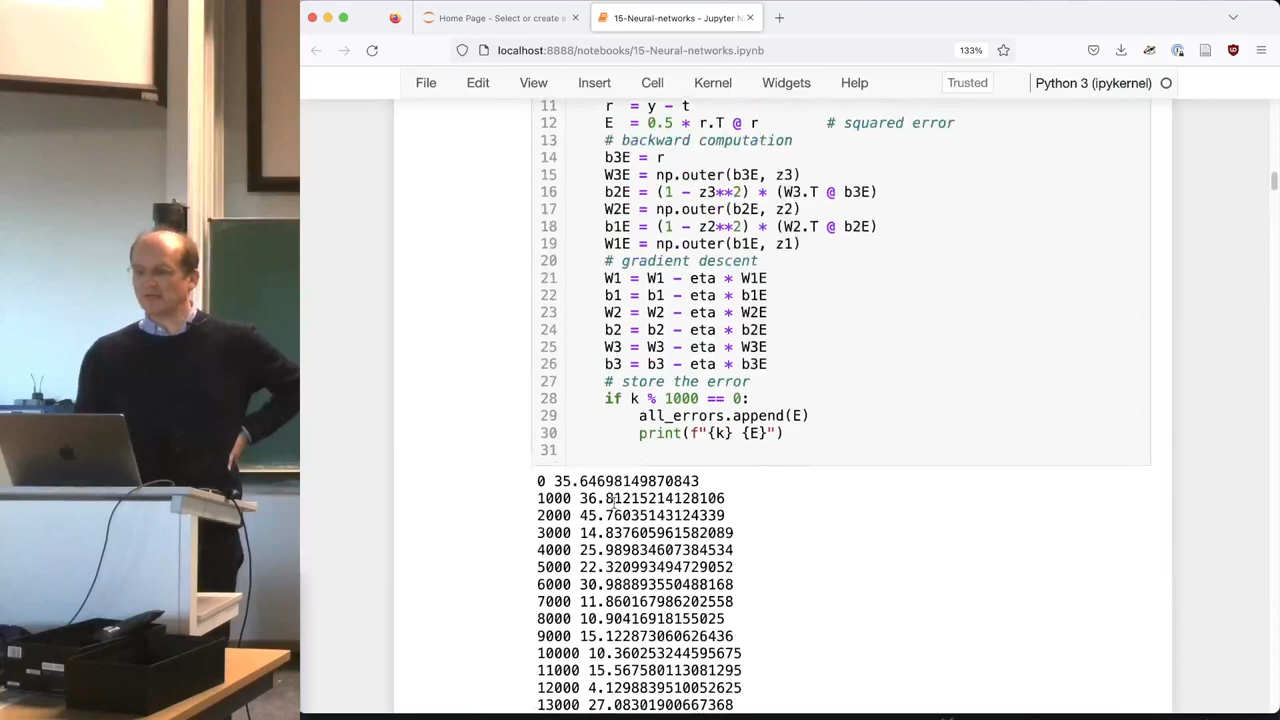 Home Page - Select or create a
15-Neural-networks - Jupyter N
localhost:8888/notebooks/15-Neural-networks.ipynb
133%
File Edit View Insert Cell Kernel Widgets Help Trusted Python 3 (ipykernel)
11 r = y - t
12 E = 0.5 * r.T @ r # squared error
13 # backward computation
14 b3E = r
15 W3E = np.outer(b3E, z3)
16 b2E = (1 - z3**2) * (W3.T @ b3E)
17 W2E = np.outer(b2E, z2)
18 b1E = (1 - z2**2) * (W2.T @ b2E)
19 W1E = np.outer(b1E, z1)
20 # gradient descent
21 W1 = W1 - eta * W1E
22 b1 = b1 - eta * b1E
23 W2 = W2 - eta * W2E
24 b2 = b2 - eta * b2E
25 W3 = W3 - eta * W3E
26 b3 = b3 - eta * b3E
27 # store the error
28 if k % 1000 == 0:
29 all_errors.append(E)
30 print(f"{k} {E}")
31
0 35.64698149870843
1000 36.81215214128106
2000 45.76035143124339
3000 14.837605961582089
4000 25.989834607384534
5000 22.320993494729052
6000 30.988893550488168
7000 11.860167986202558
8000 10.90416918155025
9000 15.122873060626436
10000 10.360253244595675
11000 15.567580113081295
12000 4.1298839510052625
13000 27.08301900667368